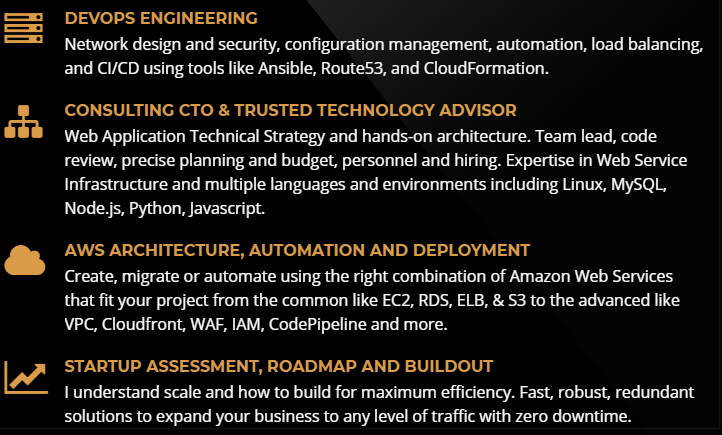 DEVOPS ENGINEERING
Network design and security, configuration management, automation, load balancing,
and CI/CD using tools like Ansible, Route53, and CloudFormation.
CONSULTING CTO & TRUSTED TECHNOLOGY ADVISOR
Web Application Technical Strategy and hands-on architecture. Team lead, code
review, precise planning and budget, personnel and hiring. Expertise in Web Service
Infrastructure and multiple languages and environments including Linux, MySQL,
Node.js, Python, Javascript.
AWS ARCHITECTURE, AUTOMATION AND DEPLOYMENT
Create, migrate or automate using the right combination of Amazon Web Services
that fit your project from the common like EC2, RDS, ELB, & S3 to the advanced like
VPC, Cloudfront, WAF, IAM, CodePipeline and more.
STARTUP ASSESSMENT, ROADMAP AND BUILDOUT
I understand scale and how to build for maximum efficiency. Fast, robust, redundant
solutions to expand your business to any level of traffic with zero downtime.